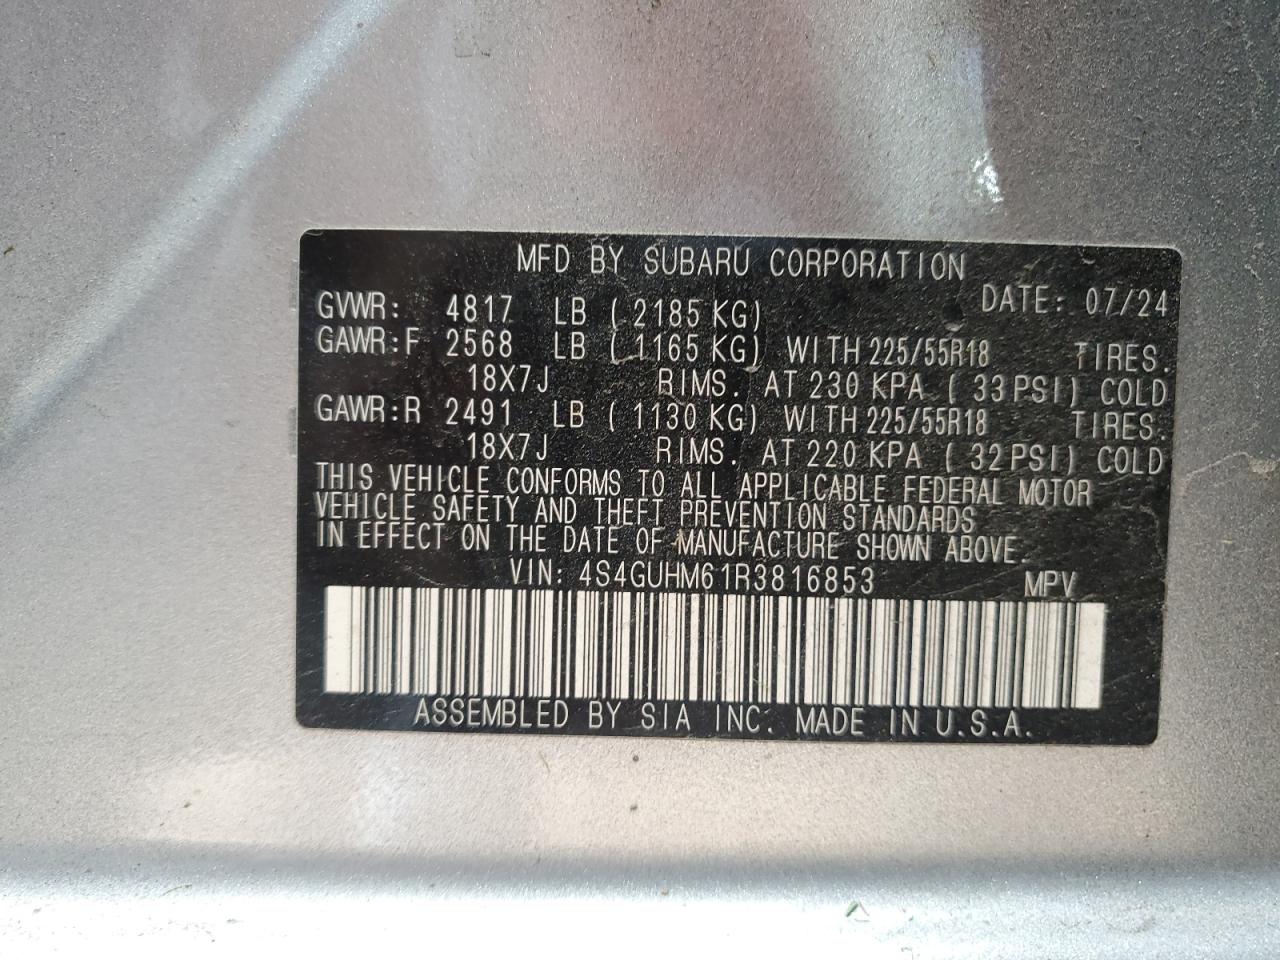 MFD BY SUBARU CORPORATION
DATE: 07/24
GVWR: 4817 LB ( 2185 KG)
GAWR:F 2568 LB ( 1165 KG) WITH 225/55R18 TIRES.
18X7J RIMS. AT 230 KPA ( 33 PSI) COLD
GAWR:R 2491 LB ( 1130 KG) WITH 225/55R18 TIRES.
18X7J RIMS. AT 220 KPA ( 32 PSI) COLD
THIS VEHICLE CONFORMS TO ALL APPLICABLE FEDERAL MOTOR
VEHICLE SAFETY AND THEFT PREVENTION STANDARDS
IN EFFECT ON THE DATE OF MANUFACTURE SHOWN ABOVE.
VIN: 4S4GUHM61R3816853 MPV
ASSEMBLED BY SIA INC. MADE IN U.S.A.